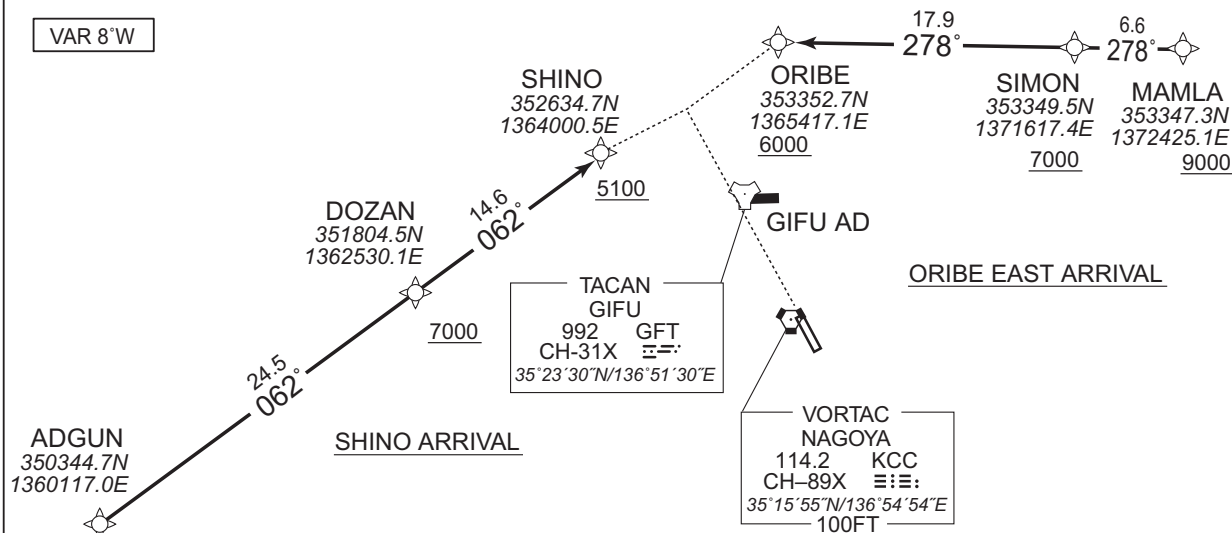 VAR 8°W
17.9
278°
6.6
278°
SHINO
352634.7N
1364000.5E
5100
ORIBE
353352.7N
1365417.1E
6000
SIMON
353349.5N
1371617.4E
7000
MAMLA
353347.3N
1372425.1E
9000
14.6
062°
DOZAN
351804.5N
1362530.1E
7000
GIFU AD
ORIBE EAST ARRIVAL
TACAN
GIFU
992 GFT
CH-31X
35°23′30″N/136°51′30″E
24.5
062°
SHINO ARRIVAL
ADGUN
350344.7N
1360117.0E
VORTAC
NAGOYA
114.2 KCC
CH–89X
35°15′55″N/136°54′54″E
100FT